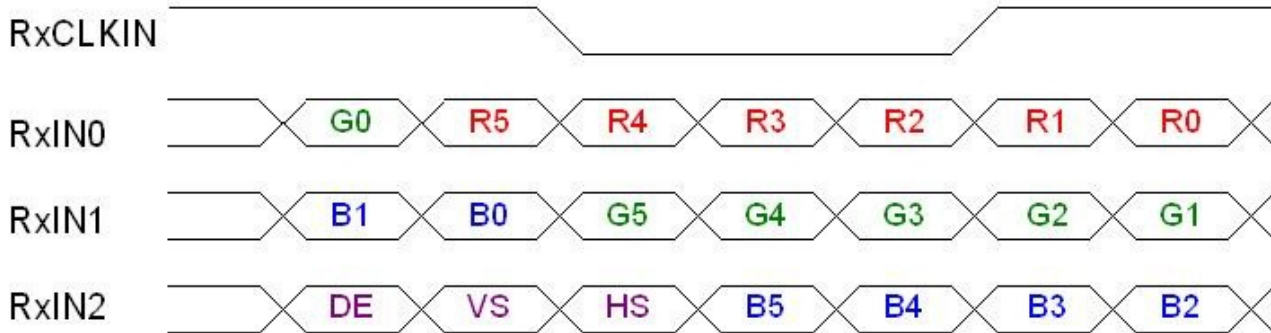 RxCLKIN
RxIN0 G0 R5 R4 R3 R2 R1 R0
RxIN1 B1 B0 G5 G4 G3 G2 G1
RxIN2 DE VS HS B5 B4 B3 B2